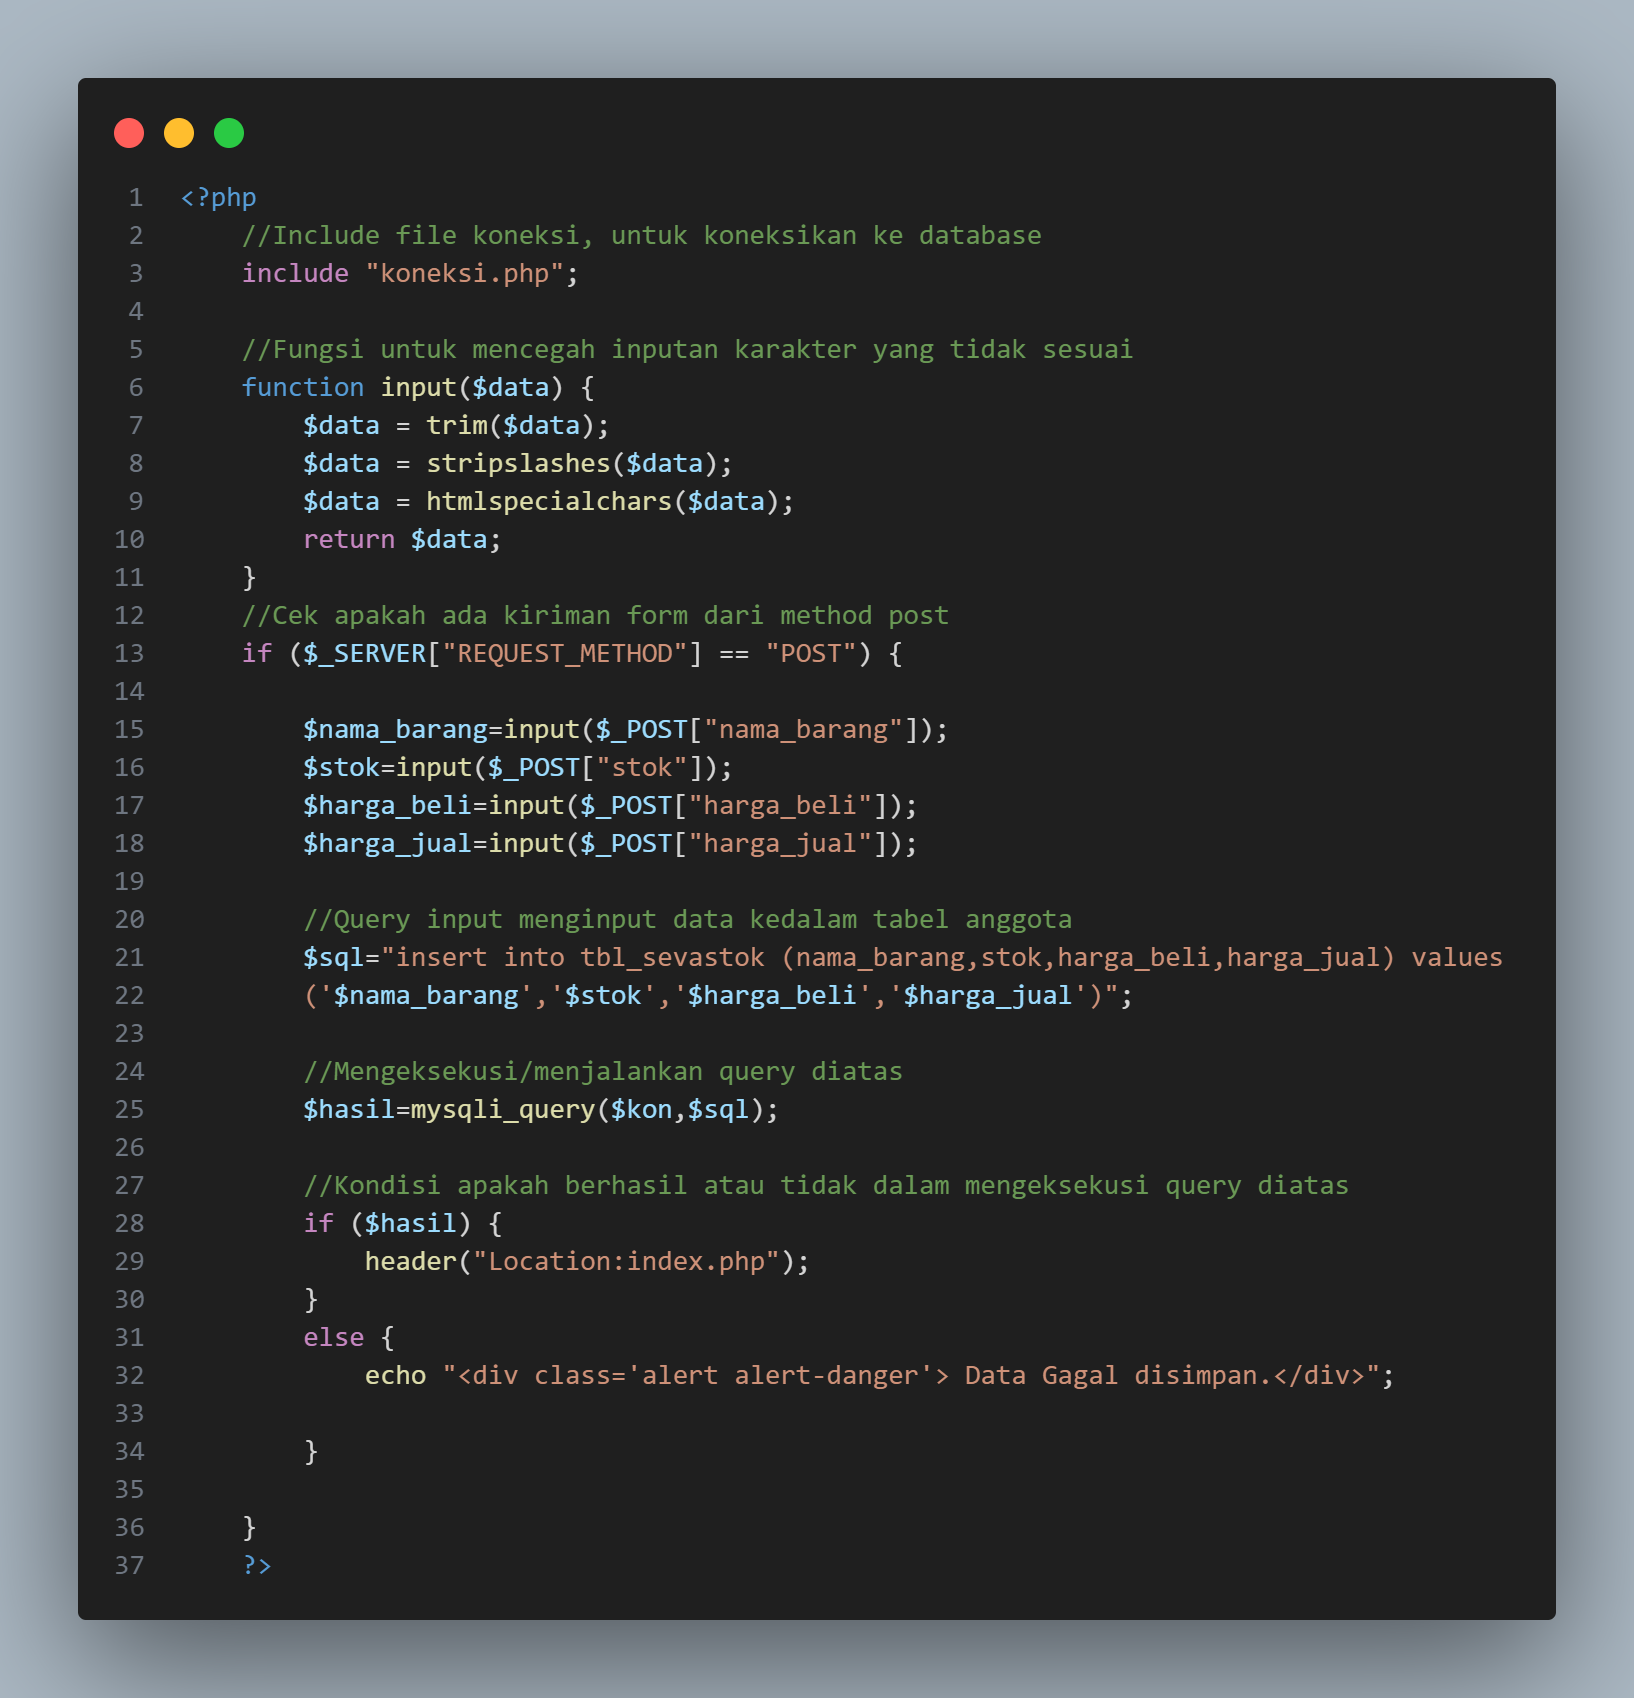 1 <?php
2     //Include file koneksi, untuk koneksikan ke database
3     include "koneksi.php";
4
5     //Fungsi untuk mencegah inputan karakter yang tidak sesuai
6     function input($data) {
7         $data = trim($data);
8         $data = stripslashes($data);
9         $data = htmlspecialchars($data);
10         return $data;
11     }
12     //Cek apakah ada kiriman form dari method post
13     if ($_SERVER["REQUEST_METHOD"] == "POST") {
14
15         $nama_barang=input($_POST["nama_barang"]);
16         $stok=input($_POST["stok"]);
17         $harga_beli=input($_POST["harga_beli"]);
18         $harga_jual=input($_POST["harga_jual"]);
19
20         //Query input menginput data kedalam tabel anggota
21         $sql="insert into tbl_sevastok (nama_barang,stok,harga_beli,harga_jual) values
22         ('$nama_barang','$stok','$harga_beli','$harga_jual')";
23
24         //Mengeksekusi/menjalankan query diatas
25         $hasil=mysqli_query($kon,$sql);
26
27         //Kondisi apakah berhasil atau tidak dalam mengeksekusi query diatas
28         if ($hasil) {
29             header("Location:index.php");
30         }
31         else {
32             echo "<div class='alert alert-danger'> Data Gagal disimpan.</div>";
33
34         }
35
36     }
37     ?>